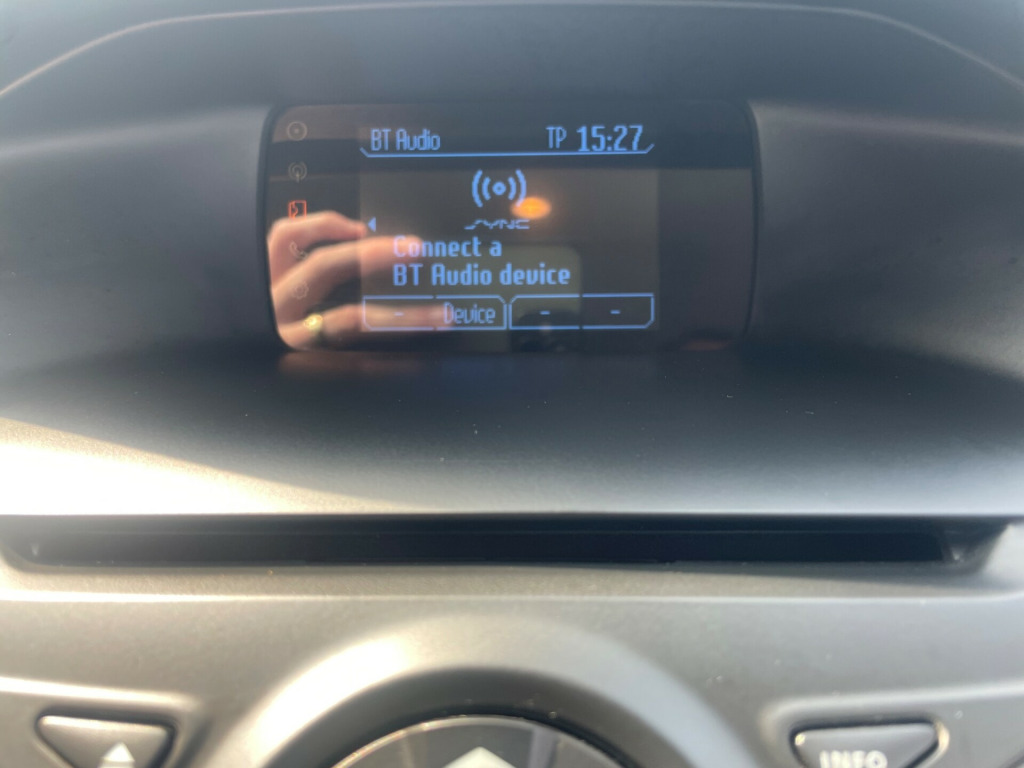 BT Audio TP 15:27
SYNC
Connect a
BT Audio device
- Device - -
INFO